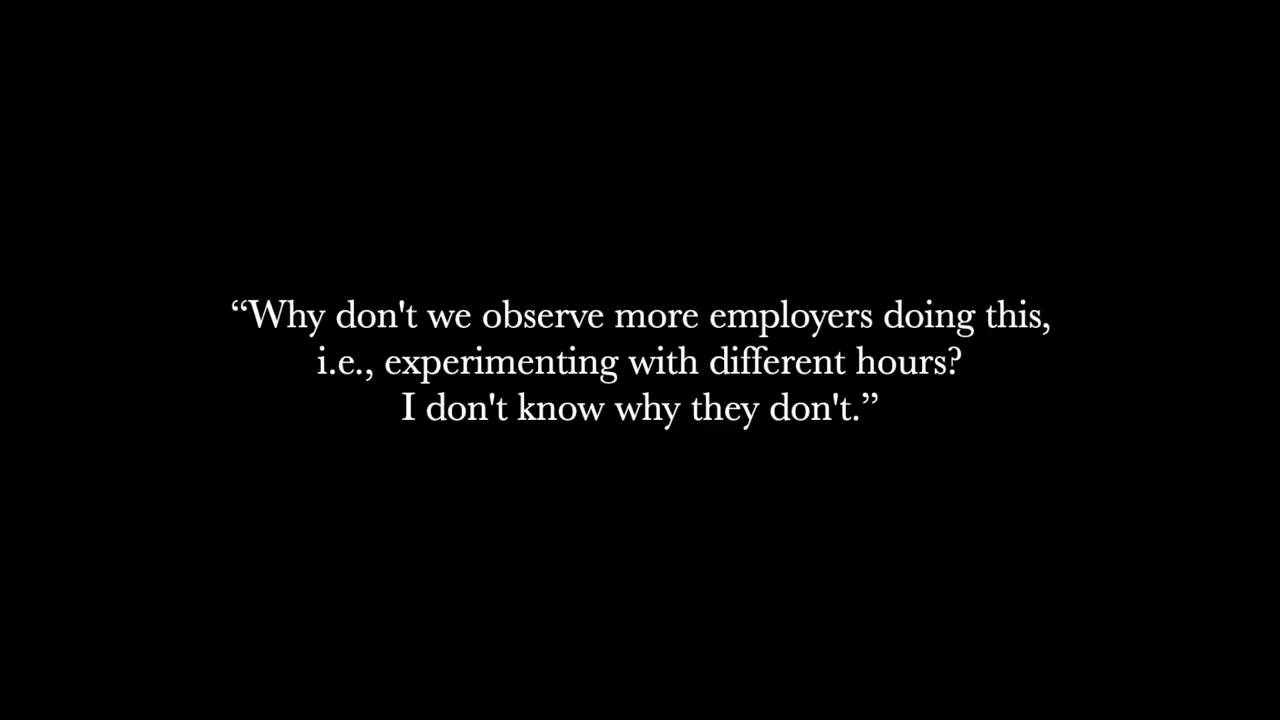 “Why don't we observe more employers doing this,
i.e., experimenting with different hours?
I don't know why they don't.”